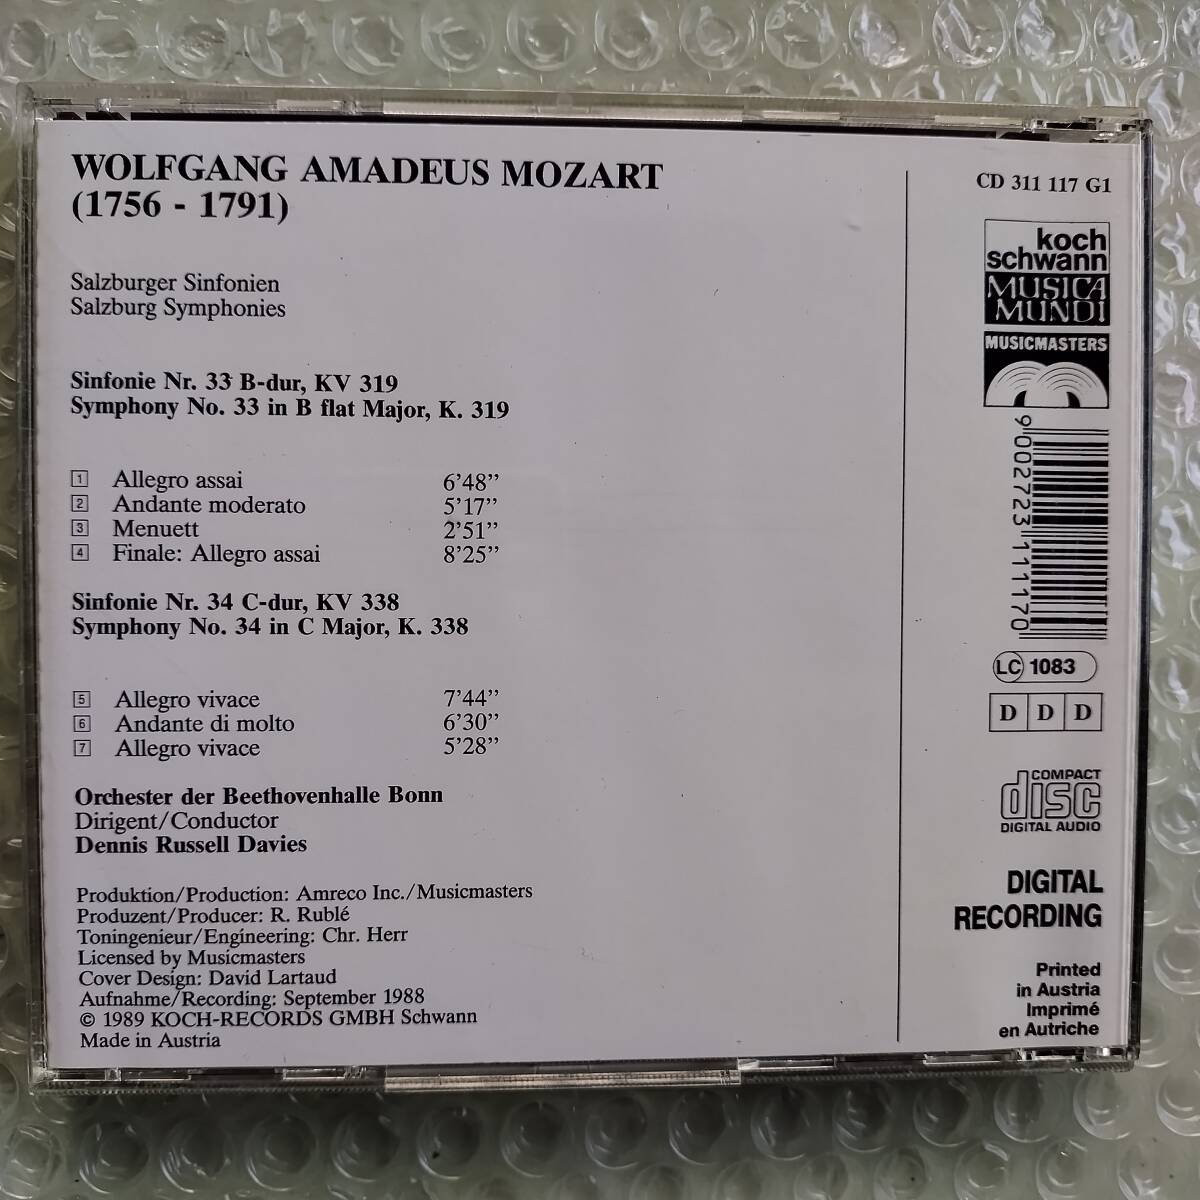 WOLFGANG AMADEUS MOZART
(1756 - 1791)
Salzburger Sinfonien
Salzburg Symphonies
Sinfonie Nr. 33 B-dur, KV 319
Symphony No. 33 in B flat Major, K. 319
1 Allegro assai 6’48’’
2 Andante moderato 5’17’’
3 Menuett 2’51’’
4 Finale: Allegro assai 8’25’’
Sinfonie Nr. 34 C-dur, KV 338
Symphony No. 34 in C Major, K. 338
5 Allegro vivace 7’44’’
6 Andante di molto 6’30’’
7 Allegro vivace 5’28’’
Orchester der Beethovenhalle Bonn
Dirigent/Conductor
Dennis Russell Davies
Produktion/Production: Amreco Inc./Musicmasters
Produzent/Producer: R. Rublé
Toningenieur/Engineering: Chr. Herr
Licensed by Musicmasters
Cover Design: David Lartaud
Aufnahme/Recording: September 1988
© 1989 KOCH-RECORDS GMBH Schwann
Made in Austria
CD 311 117 G1
koch
schwann
MUSICA
MUNDI
MUSICMASTERS
9 002723 111170
LC 1083
D D D
COMPACT
disc
DIGITAL AUDIO
DIGITAL
RECORDING
Printed
in Austria
Imprimé
en Autriche